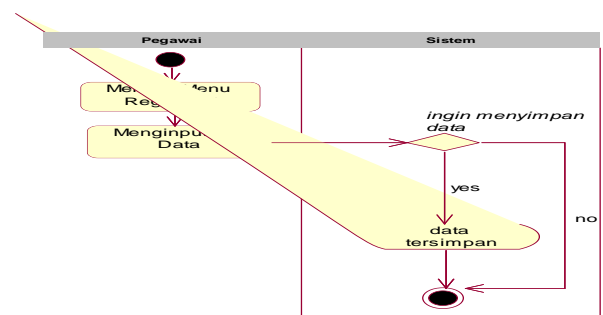 Pegawai
Sistem
Menu
Data
ingin menyimpan
data
yes
no
data
tersimpan